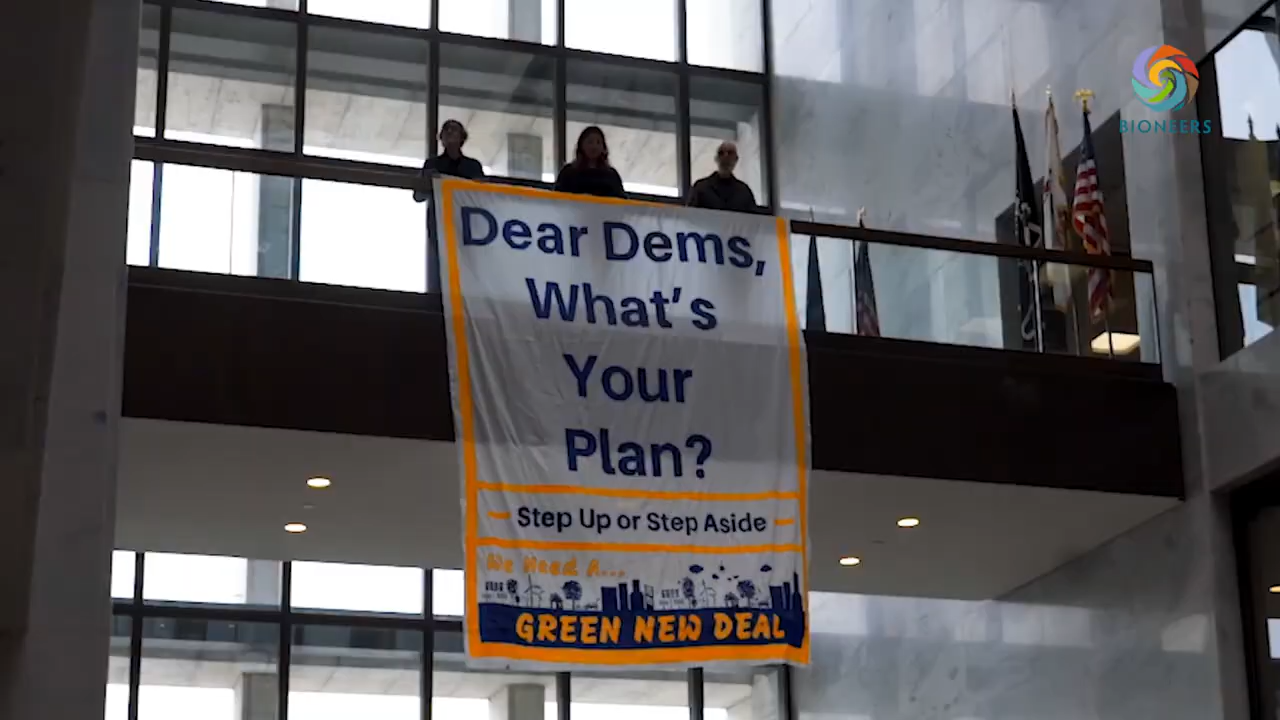 BIONEERS
Dear Dems,
What's
Your
Plan?
Step Up or Step Aside
We Need A...
GREEN NEW DEAL